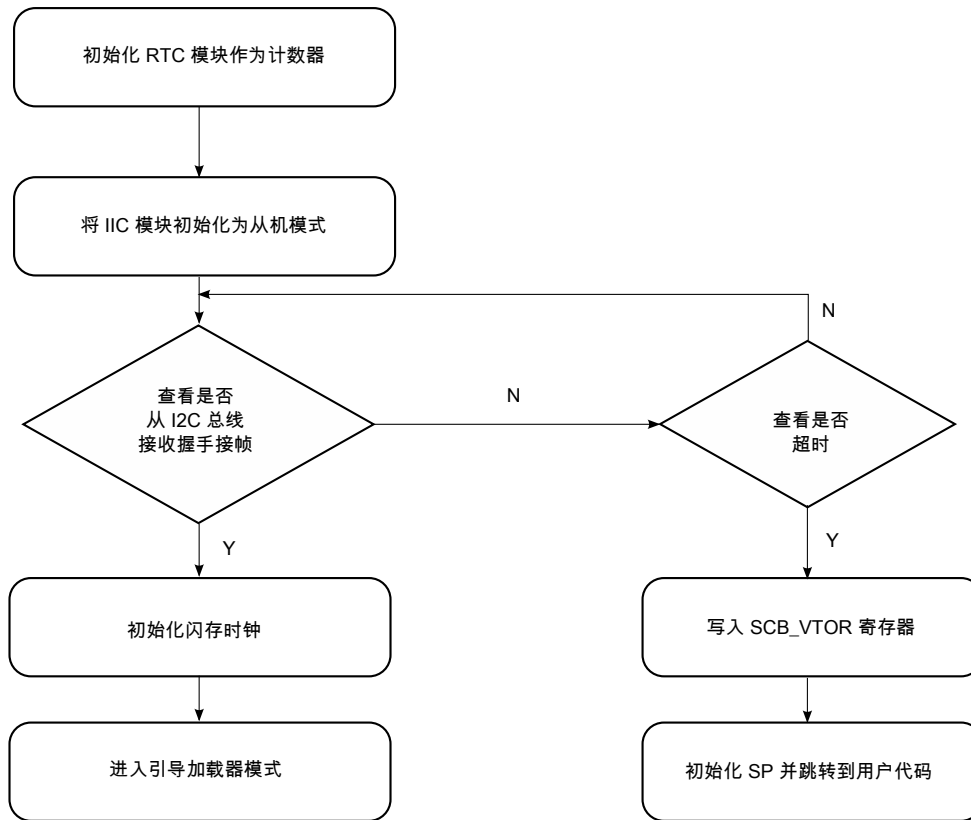 初始化 RTC 模块作为计数器
将 IIC 模块初始化为从机模式
N
查看是否
从 I2C 总线
接收握手接帧
N
查看是否
超时
Y
Y
初始化闪存时钟
写入 SCB_VTOR 寄存器
进入引导加载器模式
初始化 SP 并跳转到用户代码